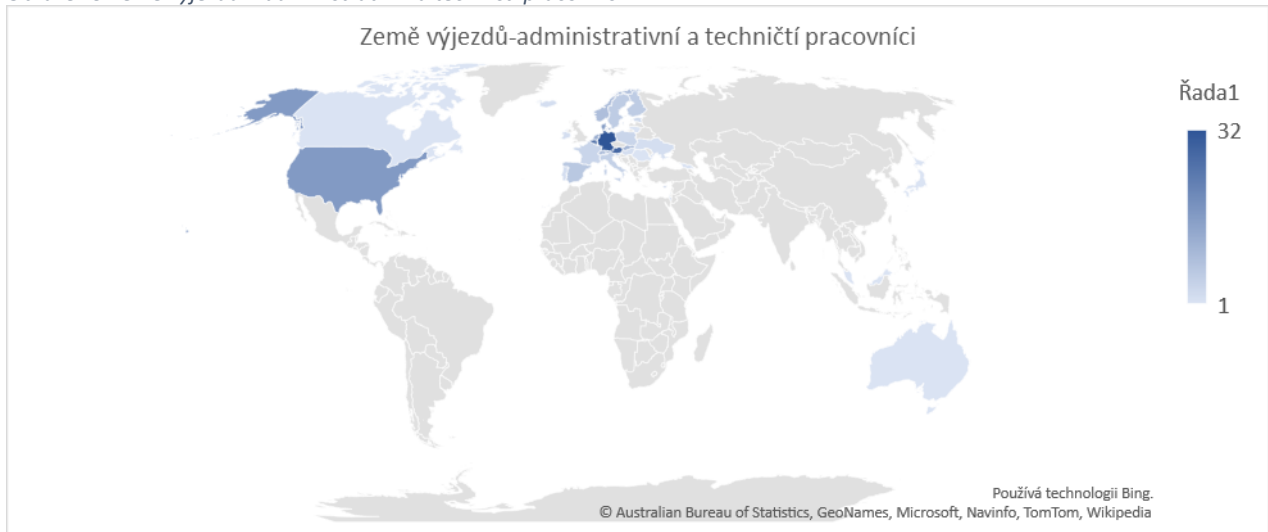 Země výjezdů-administrativní a techničtí pracovníci
Řada1
32
1
Používá technologii Bing.
© Australian Bureau of Statistics, GeoNames, Microsoft, Navinfo, TomTom, Wikipedia